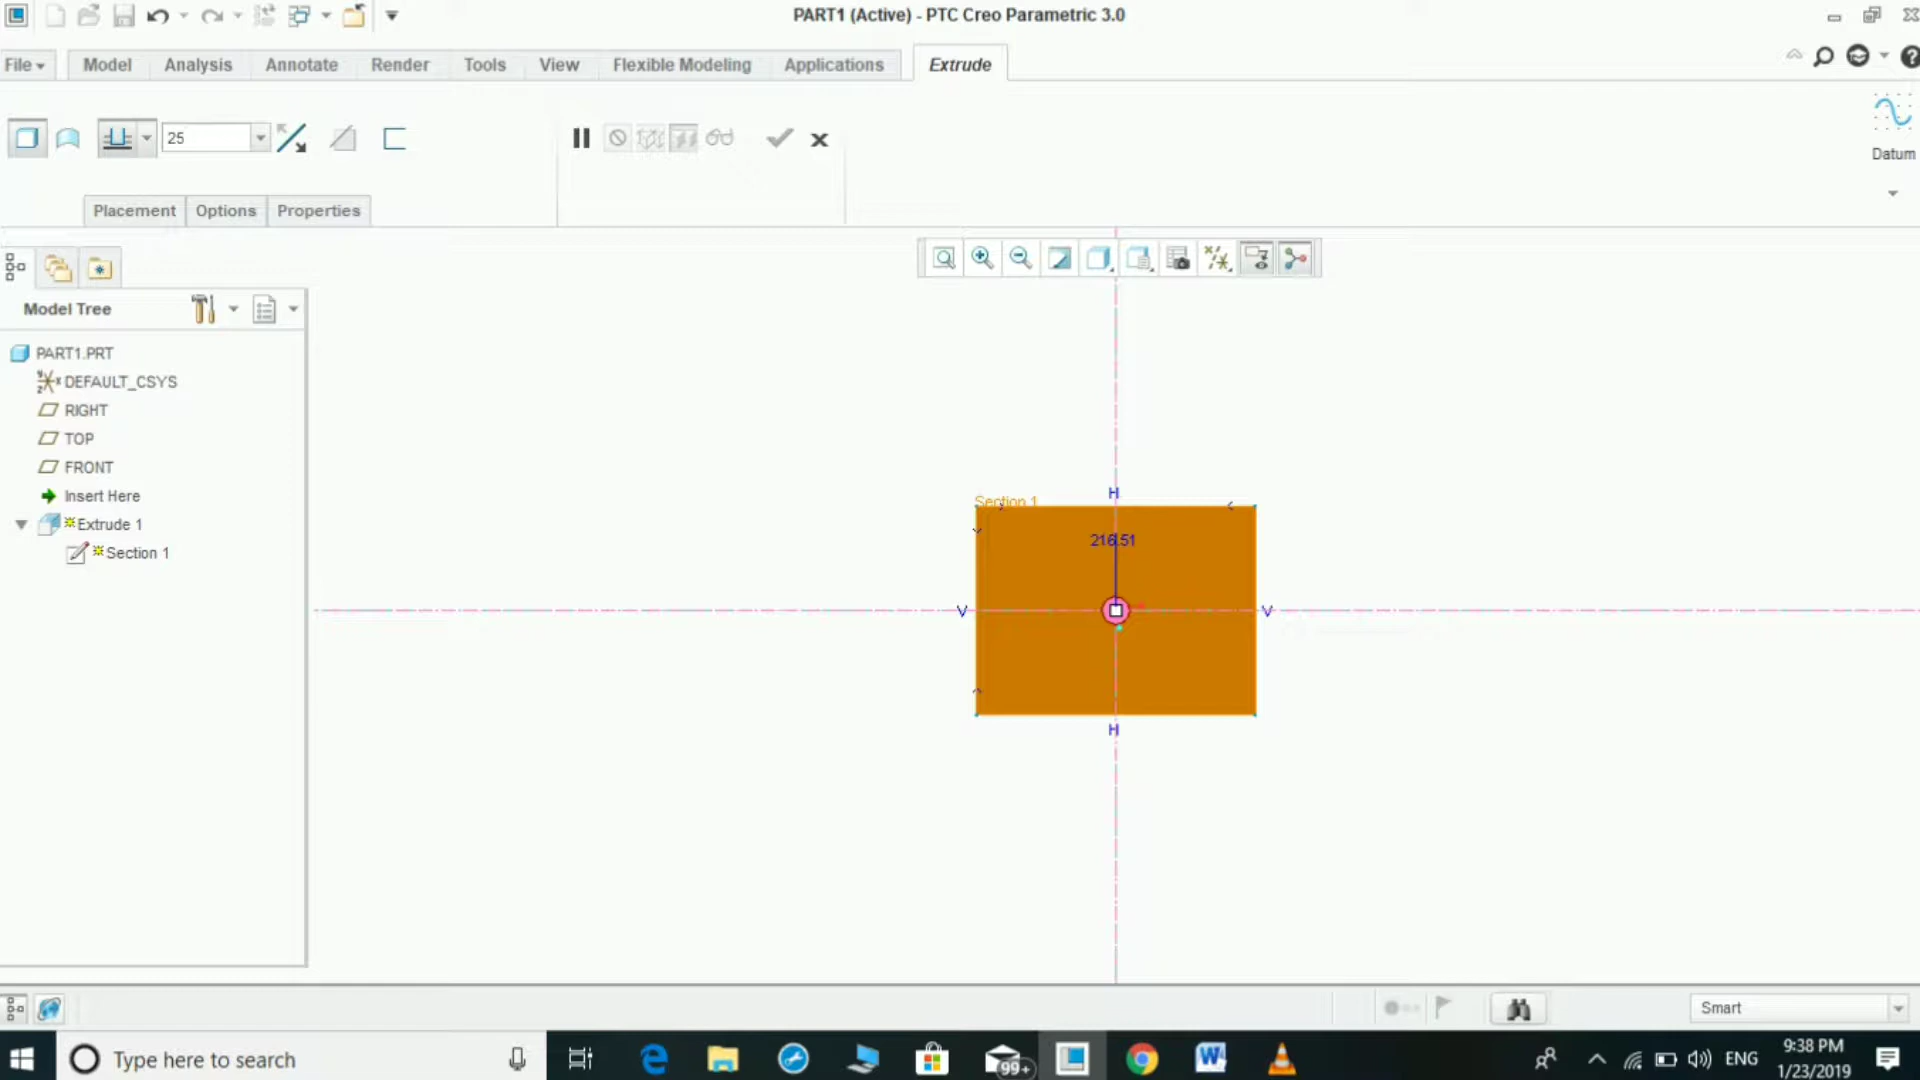 PART1 (Active) - PTC Creo Parametric 3.0
File Model Analysis Annotate Render Tools View Flexible Modeling Applications Extrude
25
Datum
Placement Options Properties
Model Tree
PART1.PRT
DEFAULT_CSYS
RIGHT
TOP
FRONT
Insert Here
Extrude 1
Section 1
H
Section 1
216.51
V V
H
Smart
Type here to search
99+
ENG
9:38 PM
1/23/2019